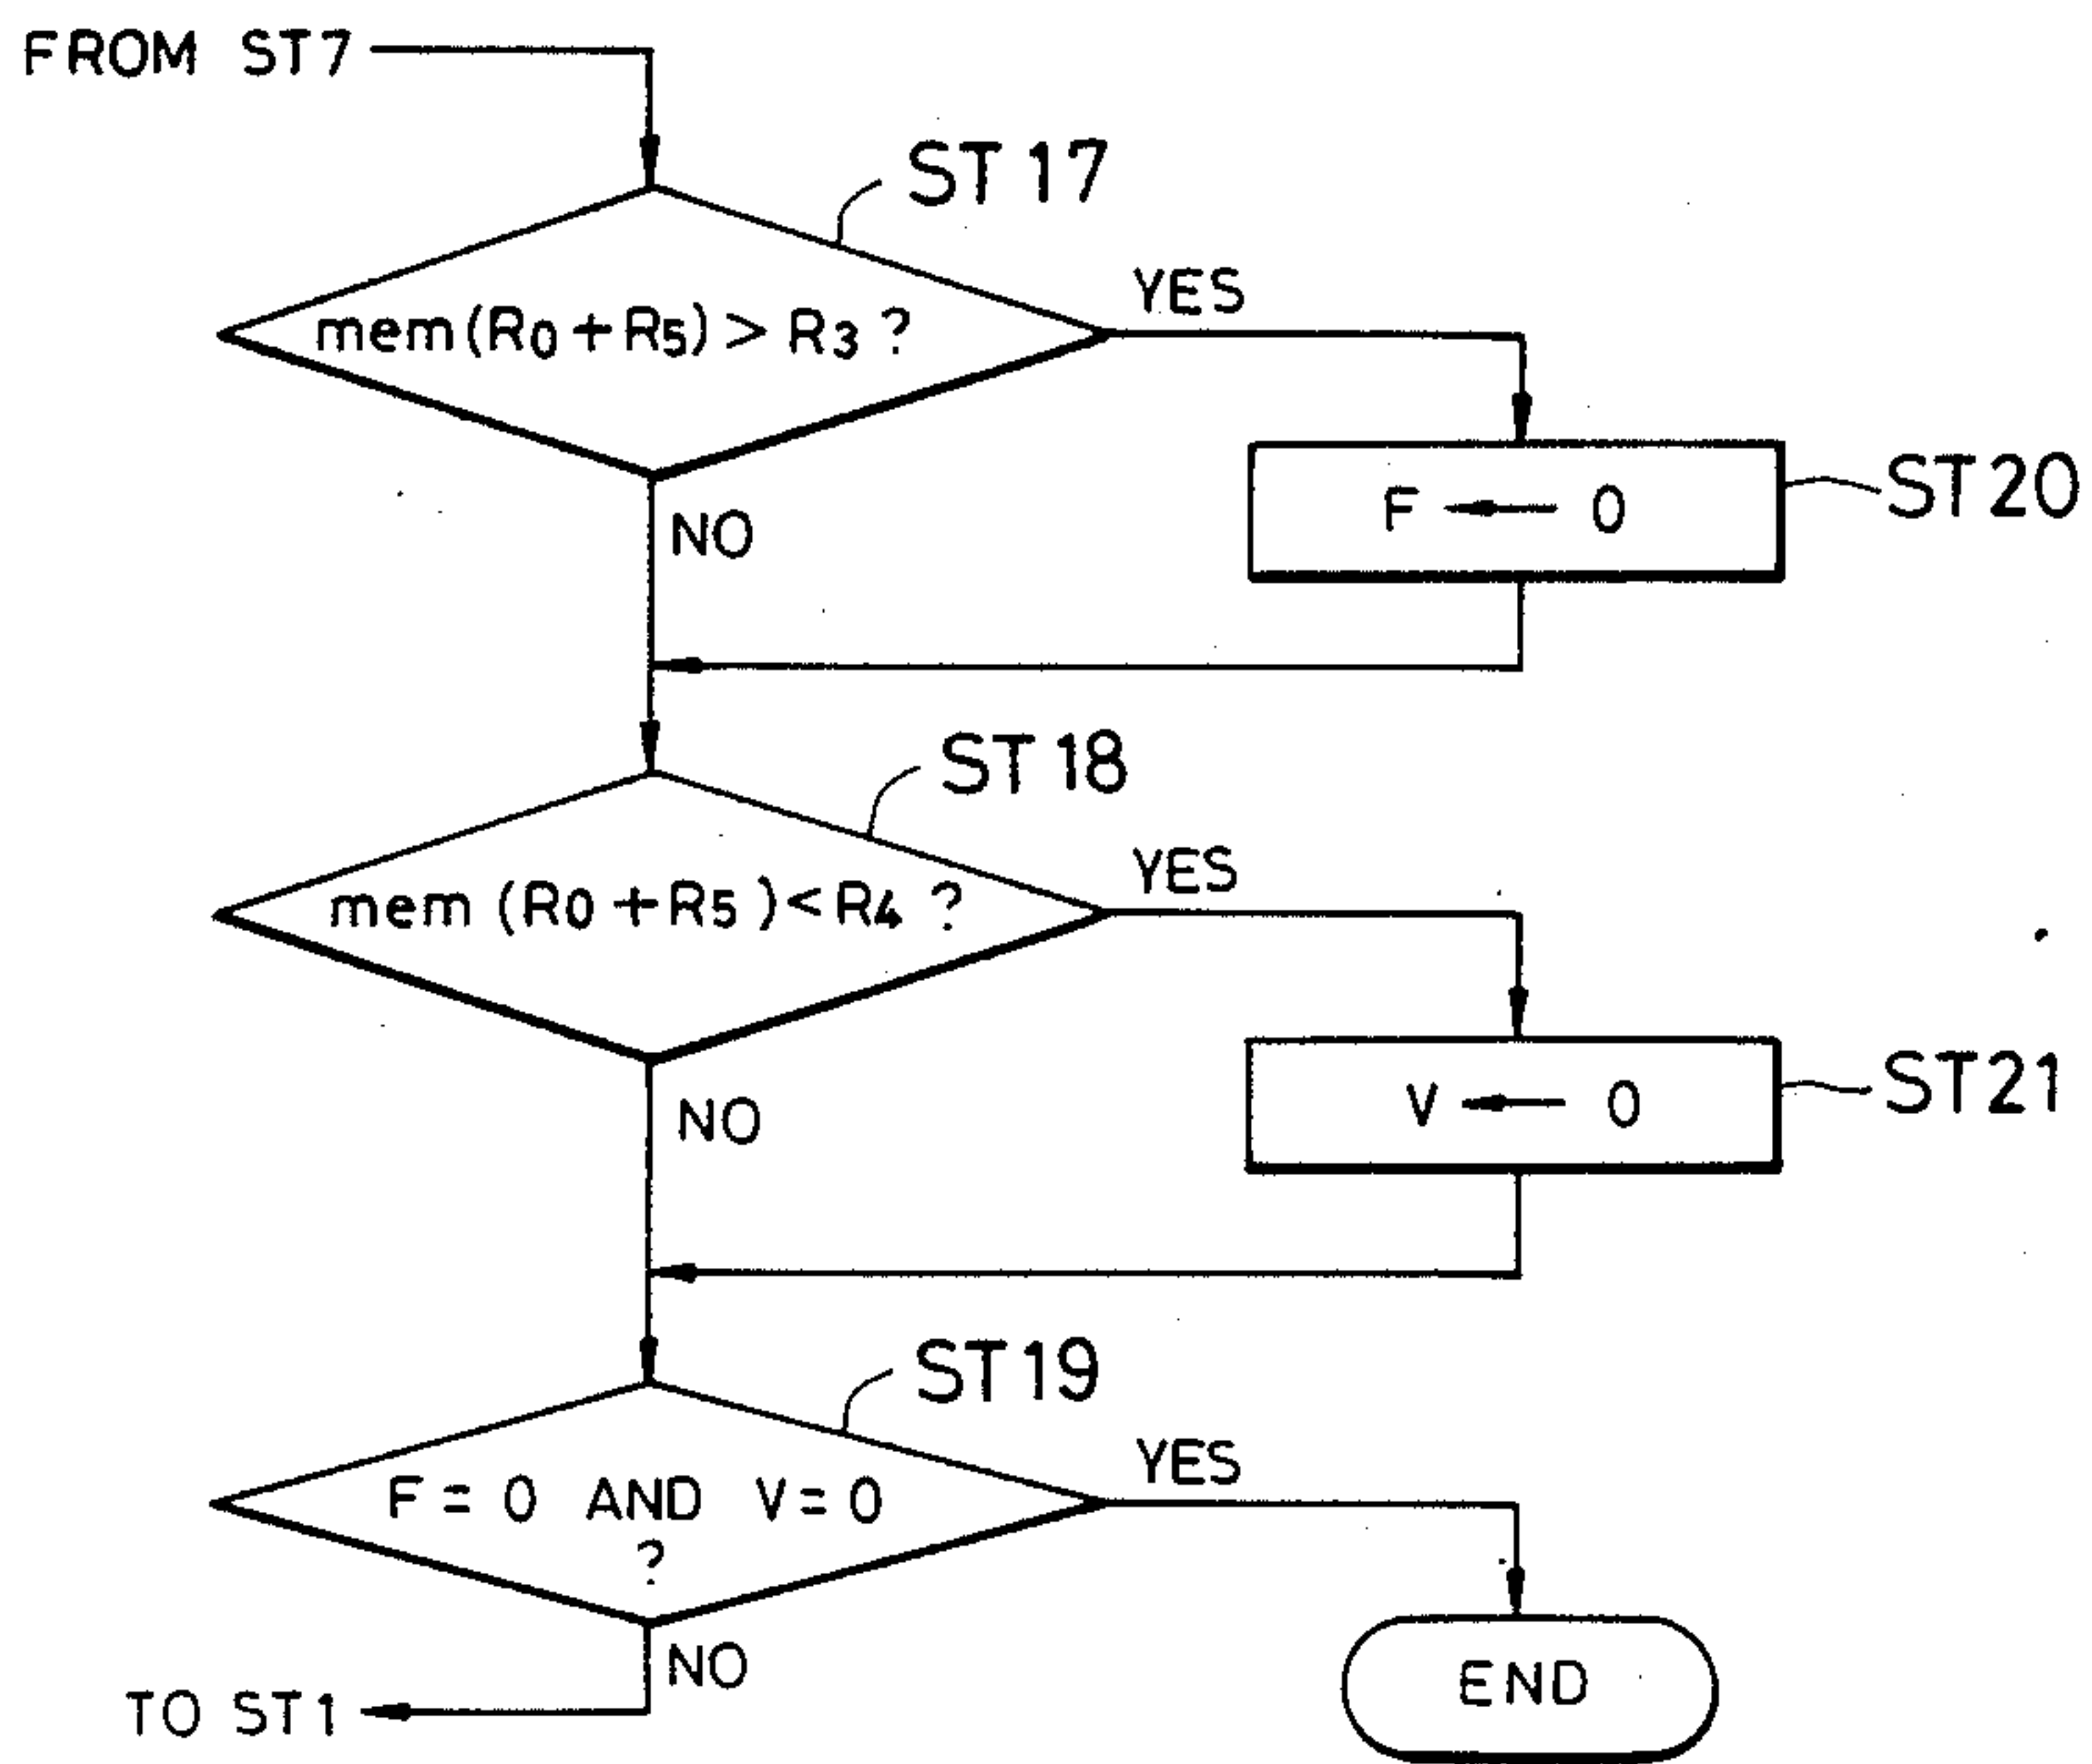 FROM ST7
ST17
mem(R0+R5)>R3?
YES
F ← 0
ST20
NO
ST18
mem (R0+R5)<R4?
YES
V ← 0
ST21
NO
ST19
F=0 AND V=0
?
YES
NO
END
TO ST1